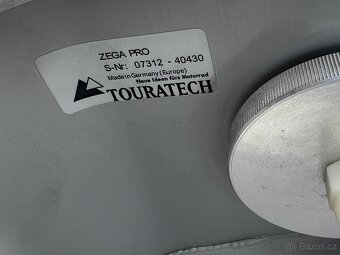 ZEGA PRO
S-Nr: 07312 - 40430
Made in Germany (Europe)
Neue Ideen fürs Motorrad
TOURATECH
Bazos.cz